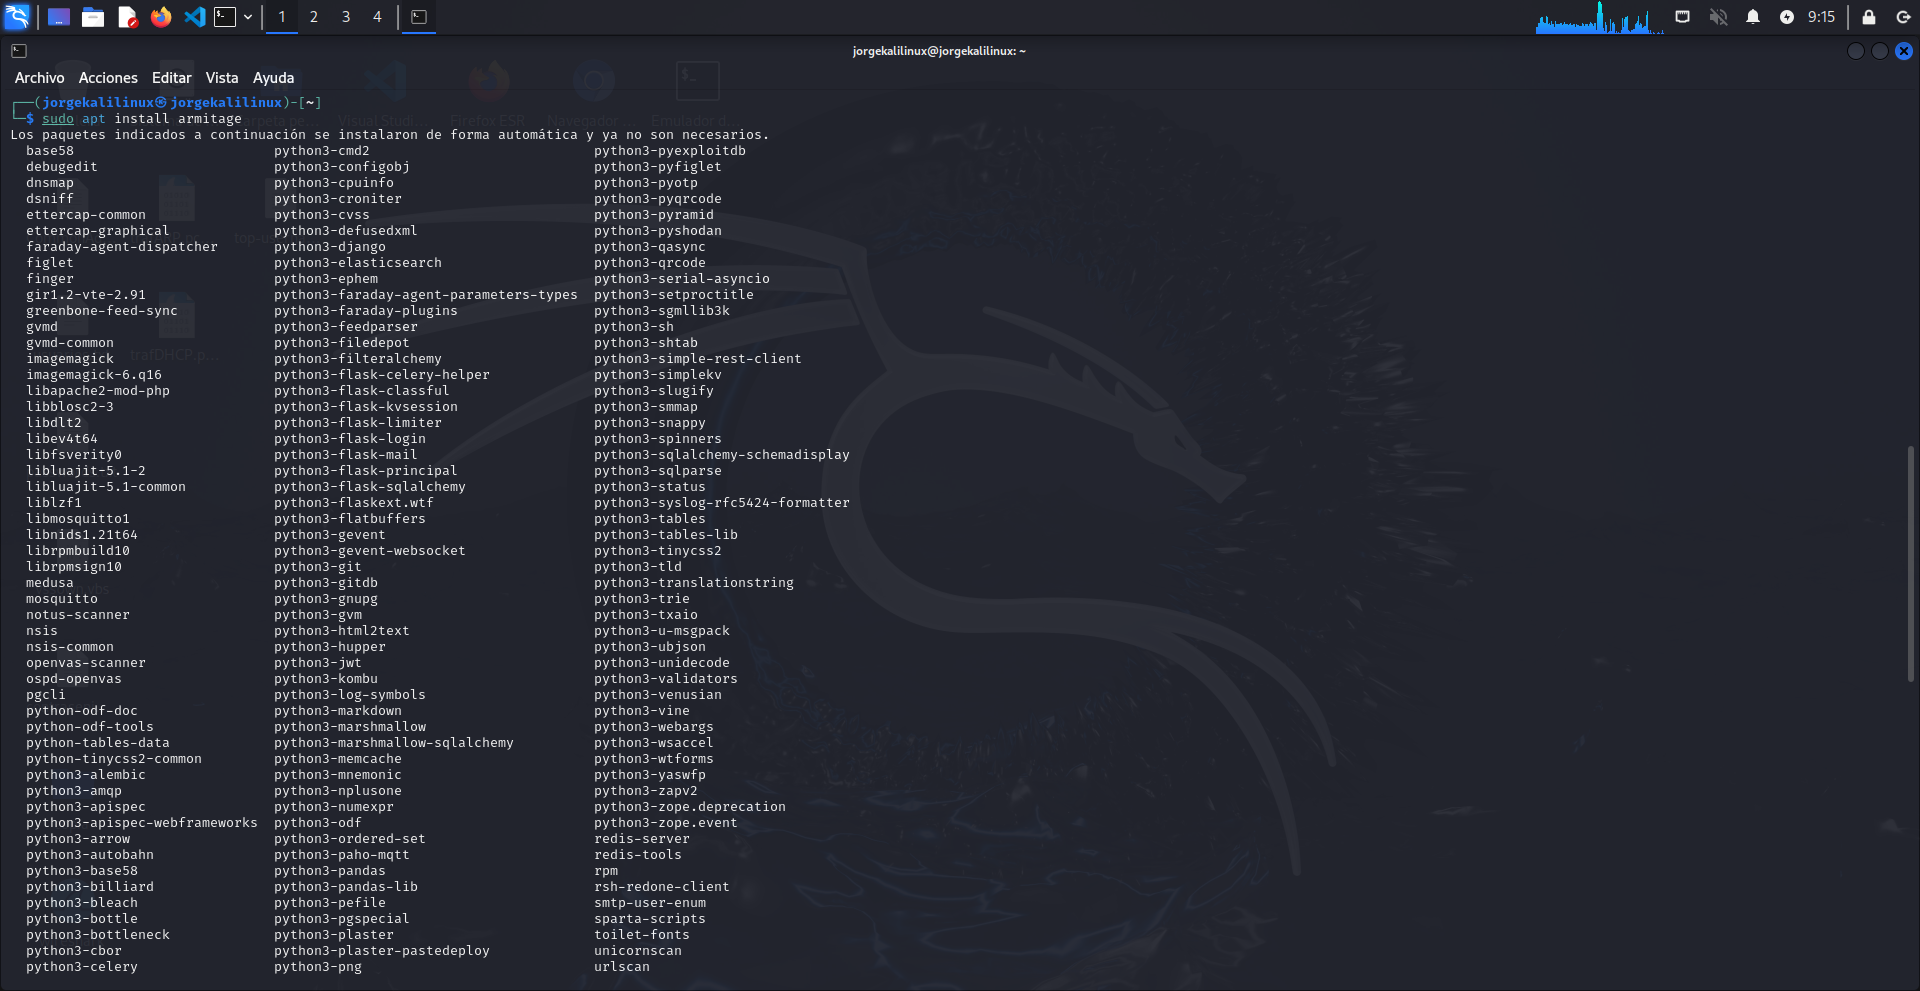 1 2 3 4 9:15
jorgekalilinux@jorgekalilinux: ~
Archivo Acciones Editar Vista Ayuda
┌──(jorgekalilinux㉿jorgekalilinux)-[~]
└─$ sudo apt install armitage
Los paquetes indicados a continuación se instalaron de forma automática y ya no son necesarios.
base58 python3-cmd2 python3-pyexploitdb
debugedit python3-configobj python3-pyfiglet
dnsmap python3-cpuinfo python3-pyotp
dsniff python3-croniter python3-pyqrcode
ettercap-common python3-cvss python3-pyramid
ettercap-graphical python3-defusedxml python3-pyshodan
faraday-agent-dispatcher python3-django python3-qasync
figlet python3-elasticsearch python3-qrcode
finger python3-ephem python3-serial-asyncio
gir1.2-vte-2.91 python3-faraday-agent-parameters-types python3-setproctitle
greenbone-feed-sync python3-faraday-plugins python3-sgmllib3k
gvmd python3-feedparser python3-sh
gvmd-common python3-filedepot python3-shtab
imagemagick python3-filteralchemy python3-simple-rest-client
imagemagick-6.q16 python3-flask-celery-helper python3-simplekv
libapache2-mod-php python3-flask-classful python3-slugify
libblosc2-3 python3-flask-kvsession python3-smmap
libdlt2 python3-flask-limiter python3-snappy
libev4t64 python3-flask-login python3-spinners
libfsverity0 python3-flask-mail python3-sqlalchemy-schemadisplay
libluajit-5.1-2 python3-flask-principal python3-sqlparse
libluajit-5.1-common python3-flask-sqlalchemy python3-status
liblzf1 python3-flaskext.wtf python3-syslog-rfc5424-formatter
libmosquitto1 python3-flatbuffers python3-tables
libnids1.21t64 python3-gevent python3-tables-lib
librpmbuild10 python3-gevent-websocket python3-tinycss2
librpmsign10 python3-git python3-tld
medusa python3-gitdb python3-translationstring
mosquitto python3-gnupg python3-trie
notus-scanner python3-gvm python3-txaio
nsis python3-html2text python3-u-msgpack
nsis-common python3-hupper python3-ubjson
openvas-scanner python3-jwt python3-unidecode
ospd-openvas python3-kombu python3-validators
pgcli python3-log-symbols python3-venusian
python-odf-doc python3-markdown python3-vine
python-odf-tools python3-marshmallow python3-webargs
python-tables-data python3-marshmallow-sqlalchemy python3-wsaccel
python-tinycss2-common python3-memcache python3-wtforms
python3-alembic python3-mnemonic python3-yaswfp
python3-amqp python3-nplusone python3-zapv2
python3-apispec python3-numexpr python3-zope.deprecation
python3-apispec-webframeworks python3-odf python3-zope.event
python3-arrow python3-ordered-set redis-server
python3-autobahn python3-paho-mqtt redis-tools
python3-base58 python3-pandas rpm
python3-billiard python3-pandas-lib rsh-redone-client
python3-bleach python3-pefile smtp-user-enum
python3-bottle python3-pgspecial sparta-scripts
python3-bottleneck python3-plaster toilet-fonts
python3-cbor python3-plaster-pastedeploy unicornscan
python3-celery python3-png urlscan